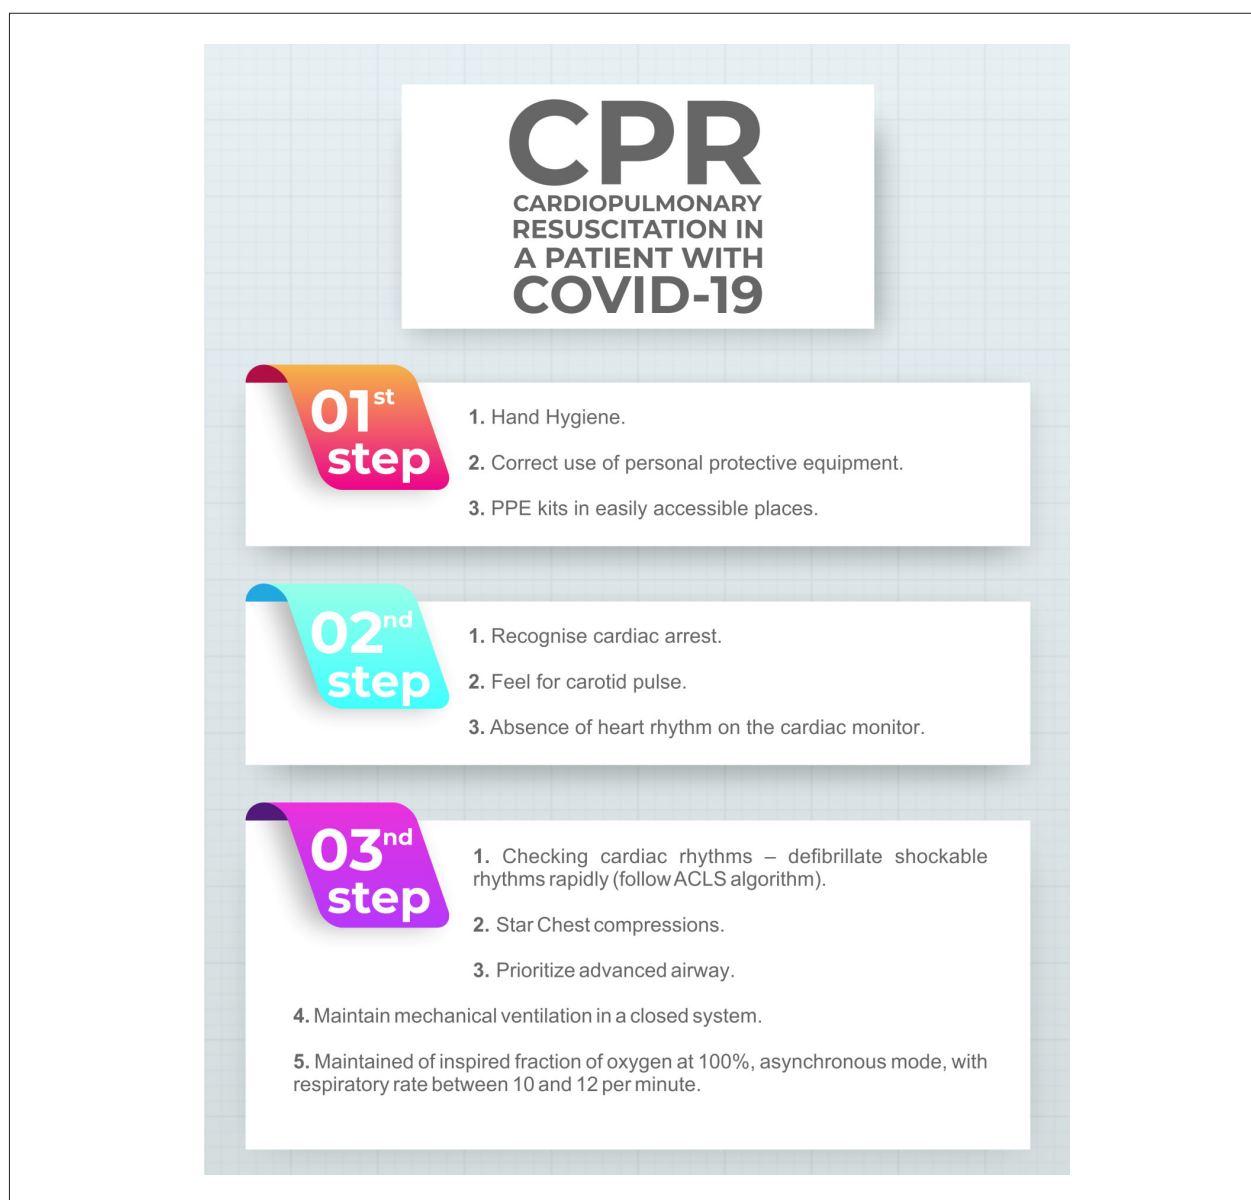 CPR
CARDIOPULMONARY
RESUSCITATION IN
A PATIENT WITH
COVID-19
01st
step
1. Hand Hygiene.
2. Correct use of personal protective equipment.
3. PPE kits in easily accessible places.
02nd
step
1. Recognise cardiac arrest.
2. Feel for carotid pulse.
3. Absence of heart rhythm on the cardiac monitor.
03nd
step
1. Checking cardiac rhythms – defibrillate shockable
rhythms rapidly (follow ACLS algorithm).
2. Star Chest compressions.
3. Prioritize advanced airway.
4. Maintain mechanical ventilation in a closed system.
5. Maintained of inspired fraction of oxygen at 100%, asynchronous mode, with
respiratory rate between 10 and 12 per minute.